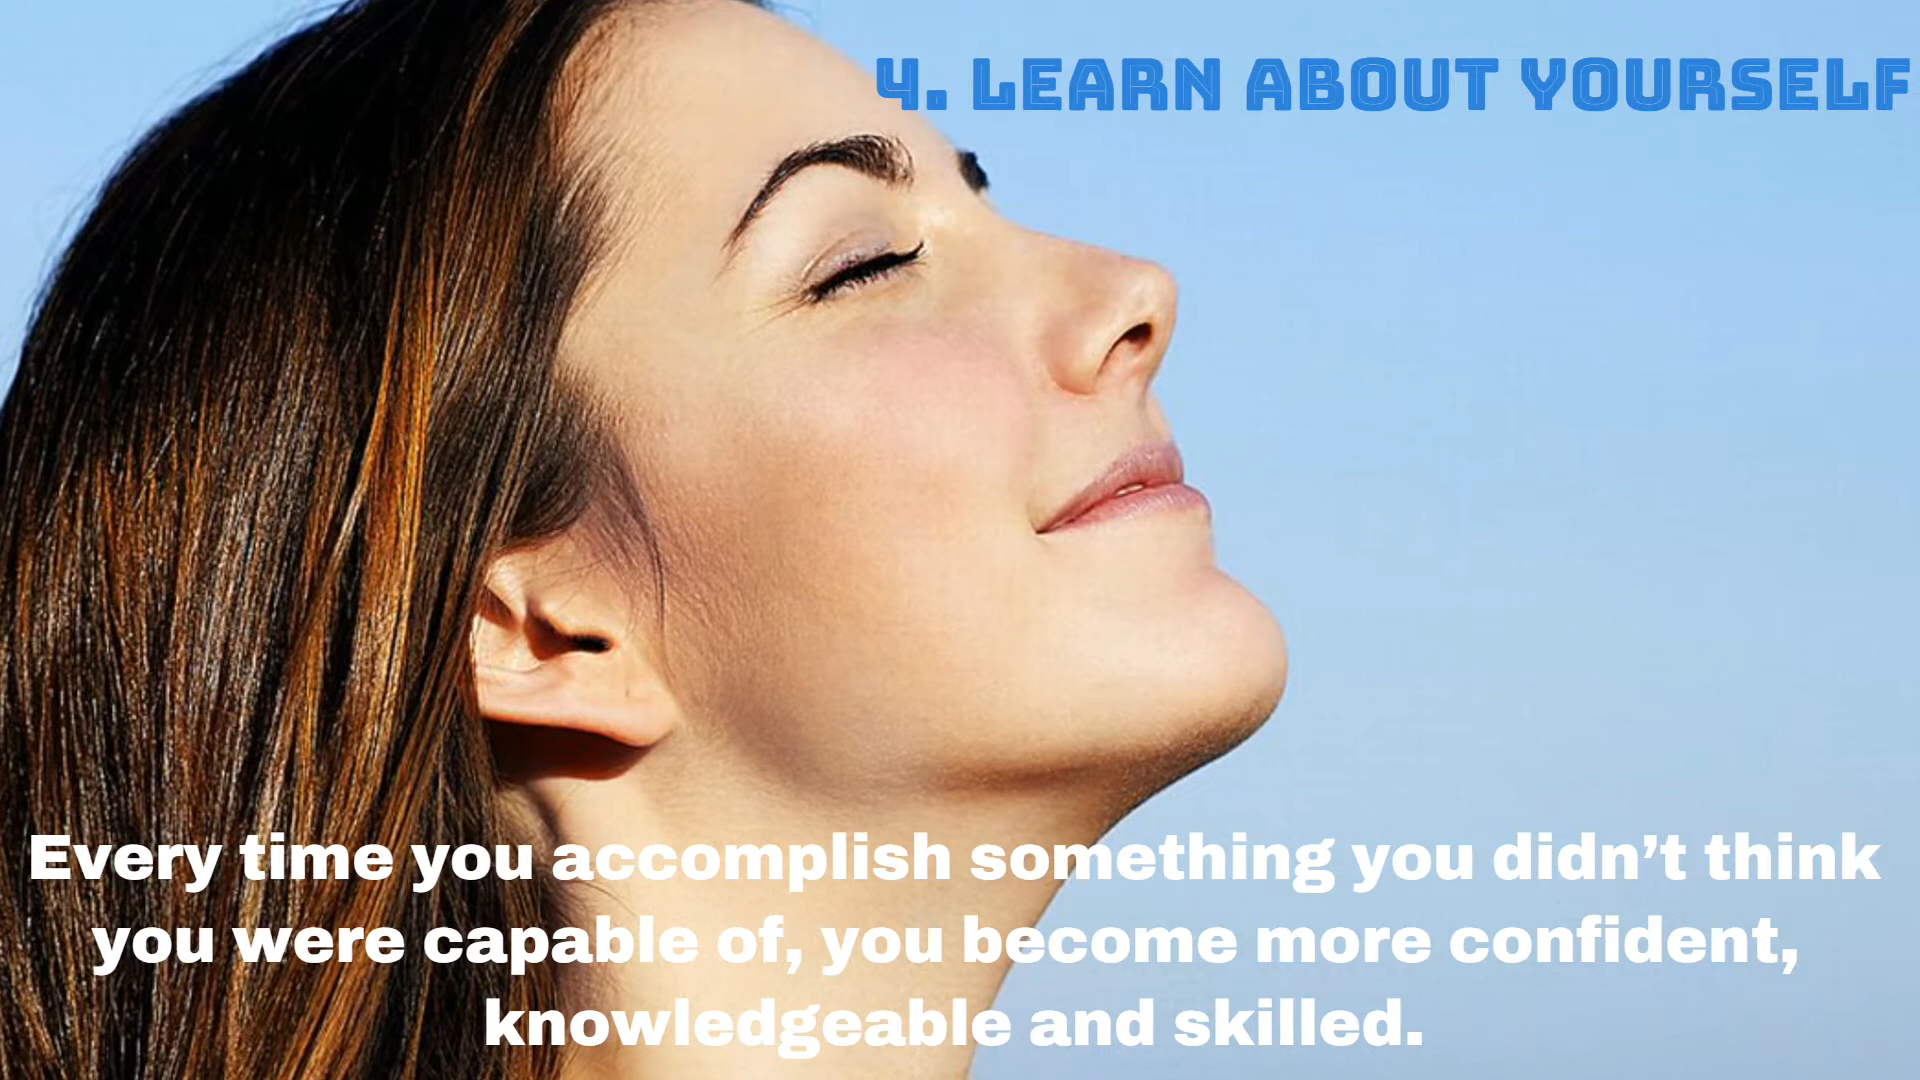 4. LEARN ABOUT YOURSELF
Every time you accomplish something you didn’t think
you were capable of, you become more confident,
knowledgeable and skilled.